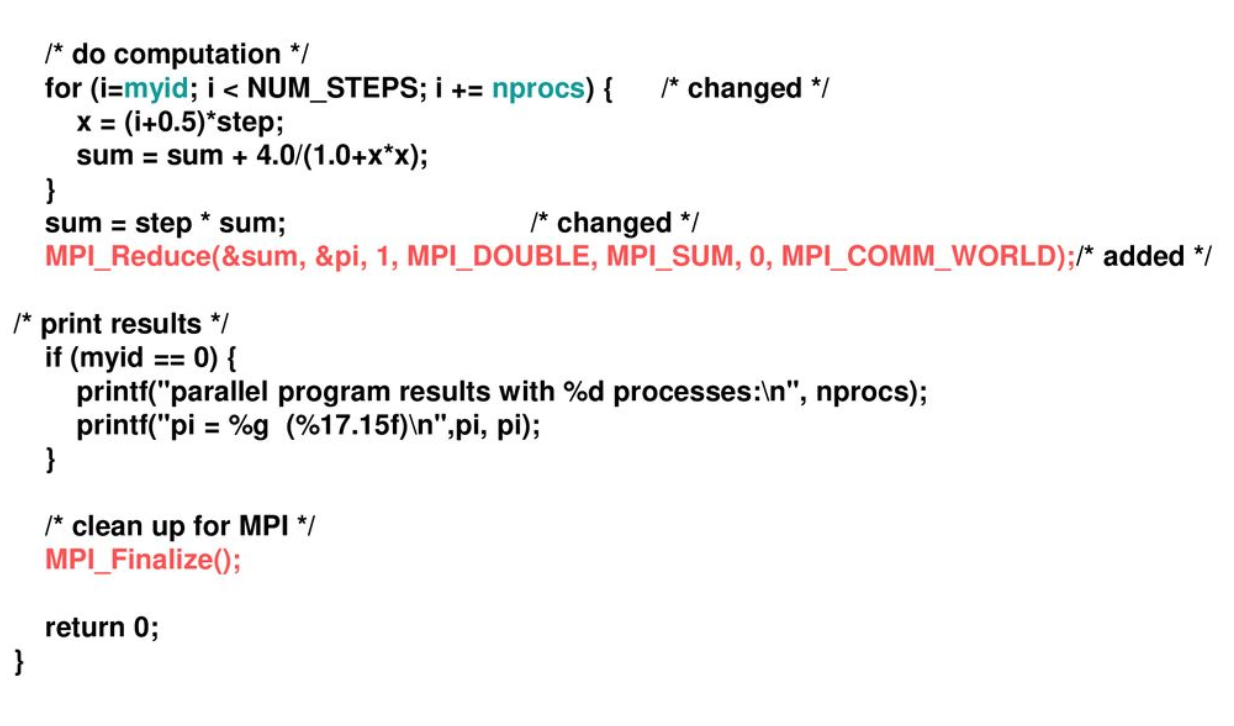 /* do computation */
for (i=myid; i < NUM_STEPS; i += nprocs) { /* changed */
x = (i+0.5)*step;
sum = sum + 4.0/(1.0+x*x);
}
sum = step * sum; /* changed */
MPI_Reduce(&sum, &pi, 1, MPI_DOUBLE, MPI_SUM, 0, MPI_COMM_WORLD);/* added */
/* print results */
if (myid == 0) {
printf("parallel program results with %d processes:\n", nprocs);
printf("pi = %g  (%17.15f)\n",pi, pi);
}
/* clean up for MPI */
MPI_Finalize();
return 0;
}